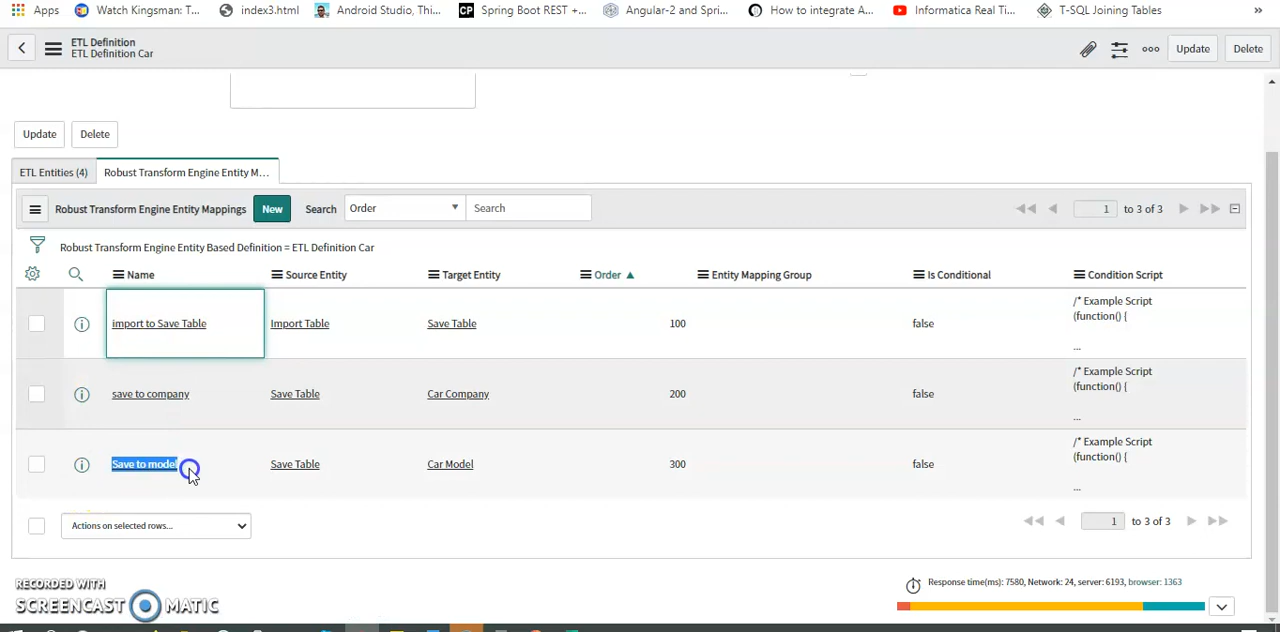 Apps Watch Kingsman: T... index3.html Android Studio, Thi... CP Spring Boot REST +... Angular-2 and Spri... How to integrate A... Informatica Real Ti... T-SQL Joining Tables »
ETL Definition
ETL Definition Car
Update Delete
Update Delete
ETL Entities (4) Robust Transform Engine Entity M...
Robust Transform Engine Entity Mappings New Search Order Search 1 to 3 of 3
Robust Transform Engine Entity Based Definition = ETL Definition Car
Name Source Entity Target Entity Order ▲ Entity Mapping Group Is Conditional Condition Script
import to Save Table Import Table Save Table 100 false /* Example Script
(function() {
...
save to company Save Table Car Company 200 false /* Example Script
(function() {
...
Save to model Save Table Car Model 300 false /* Example Script
(function() {
...
Actions on selected rows... 1 to 3 of 3
RECORDED WITH
SCREENCAST MATIC
Response time(ms): 7580, Network: 24, server: 6193, browser: 1363